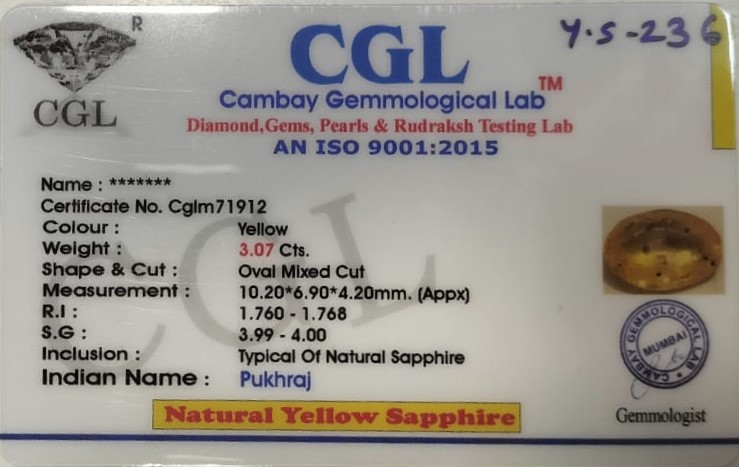 R
CGL
CGL
Y.S-236
Cambay Gemmological Lab TM
Diamond,Gems, Pearls & Rudraksh Testing Lab
AN ISO 9001:2015
Name : *******
Certificate No. Cglm71912
Colour : Yellow
Weight : 3.07 Cts.
Shape & Cut : Oval Mixed Cut
Measurement : 10.20*6.90*4.20mm. (Appx)
R.I : 1.760 - 1.768
S.G : 3.99 - 4.00
Inclusion : Typical Of Natural Sapphire
Indian Name : Pukhraj
Natural Yellow Sapphire
CAMBAY GEMMOLOGICAL LAB
MUMBAI
Gemmologist
CGL